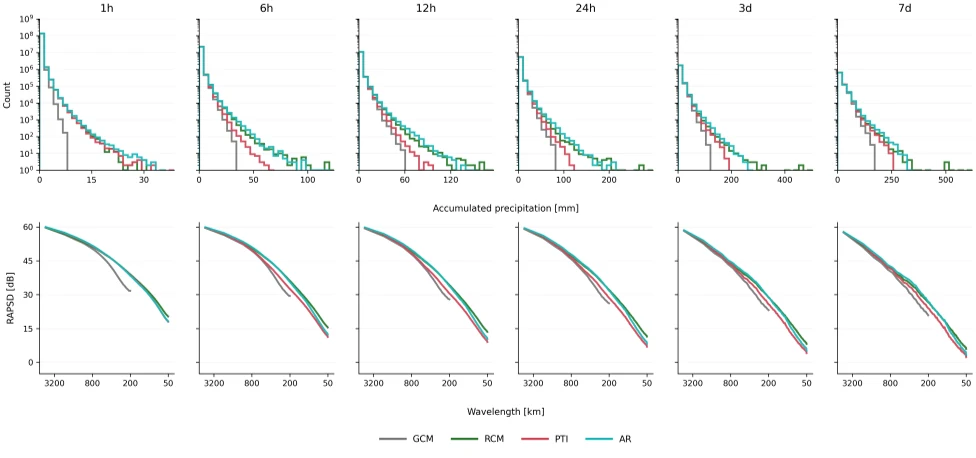 1h 6h 12h 24h 3d 7d
10⁹
10⁸
10⁷
10⁶
10⁵
10⁴
10³
10²
10¹
10⁰
Count
0 15 30 0 50 100 0 60 120 0 100 200 0 200 400 0 250 500
Accumulated precipitation [mm]
60
45
30
15
0
RAPSD [dB]
3200 800 200 50 3200 800 200 50 3200 800 200 50 3200 800 200 50 3200 800 200 50 3200 800 200 50
Wavelength [km]
GCM RCM PTI AR